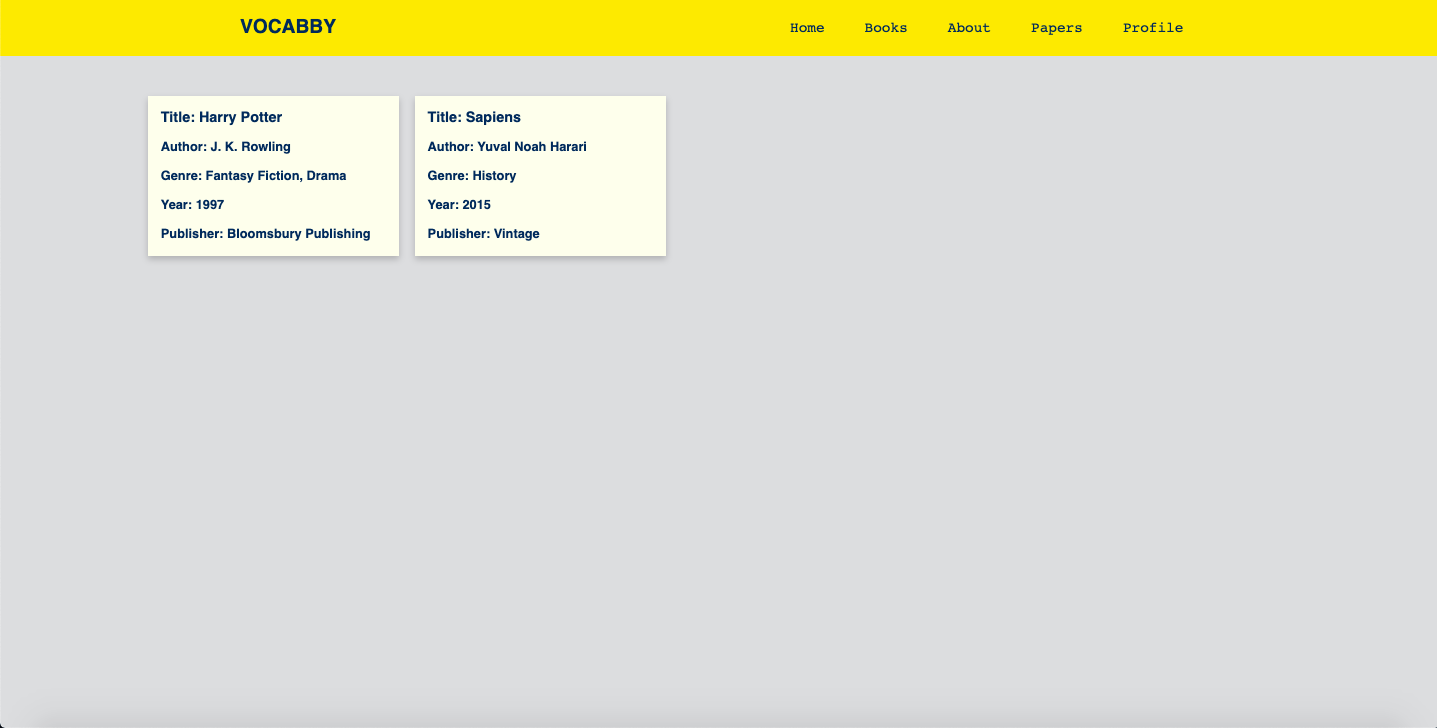 VOCABBY
Home Books About Papers Profile
Title: Harry Potter
Author: J. K. Rowling
Genre: Fantasy Fiction, Drama
Year: 1997
Publisher: Bloomsbury Publishing
Title: Sapiens
Author: Yuval Noah Harari
Genre: History
Year: 2015
Publisher: Vintage